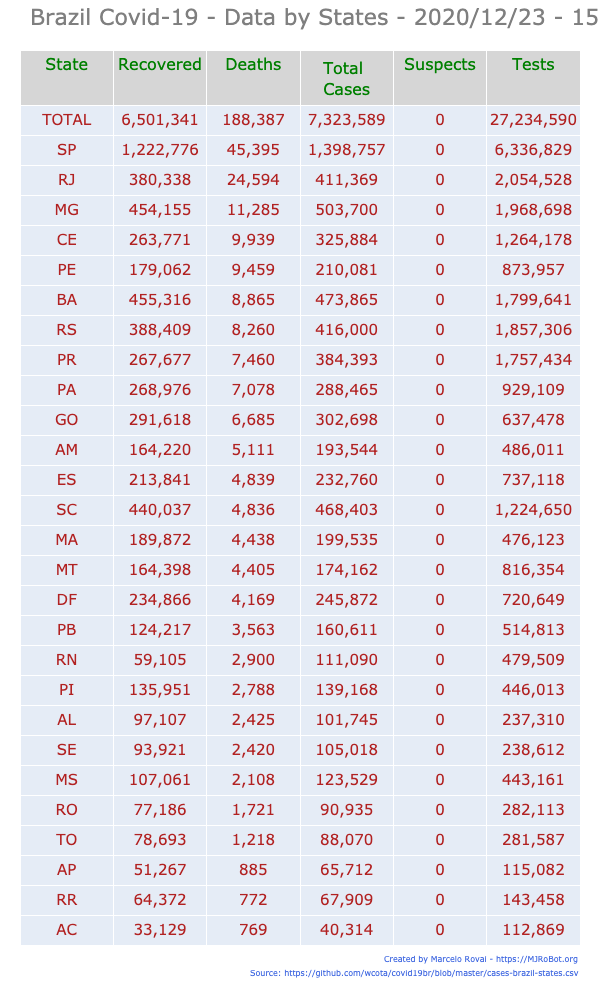 Brazil Covid-19 - Data by States - 2020/12/23 - 15
State Recovered Deaths Total Cases Suspects Tests
TOTAL 6,501,341 188,387 7,323,589 0 27,234,590
SP 1,222,776 45,395 1,398,757 0 6,336,829
RJ 380,338 24,594 411,369 0 2,054,528
MG 454,155 11,285 503,700 0 1,968,698
CE 263,771 9,939 325,884 0 1,264,178
PE 179,062 9,459 210,081 0 873,957
BA 455,316 8,865 473,865 0 1,799,641
RS 388,409 8,260 416,000 0 1,857,306
PR 267,677 7,460 384,393 0 1,757,434
PA 268,976 7,078 288,465 0 929,109
GO 291,618 6,685 302,698 0 637,478
AM 164,220 5,111 193,544 0 486,011
ES 213,841 4,839 232,760 0 737,118
SC 440,037 4,836 468,403 0 1,224,650
MA 189,872 4,438 199,535 0 476,123
MT 164,398 4,405 174,162 0 816,354
DF 234,866 4,169 245,872 0 720,649
PB 124,217 3,563 160,611 0 514,813
RN 59,105 2,900 111,090 0 479,509
PI 135,951 2,788 139,168 0 446,013
AL 97,107 2,425 101,745 0 237,310
SE 93,921 2,420 105,018 0 238,612
MS 107,061 2,108 123,529 0 443,161
RO 77,186 1,721 90,935 0 282,113
TO 78,693 1,218 88,070 0 281,587
AP 51,267 885 65,712 0 115,082
RR 64,372 772 67,909 0 143,458
AC 33,129 769 40,314 0 112,869
Created by Marcelo Rovai - https://MJRoBot.org
Source: https://github.com/wcota/covid19br/blob/master/cases-brazil-states.csv